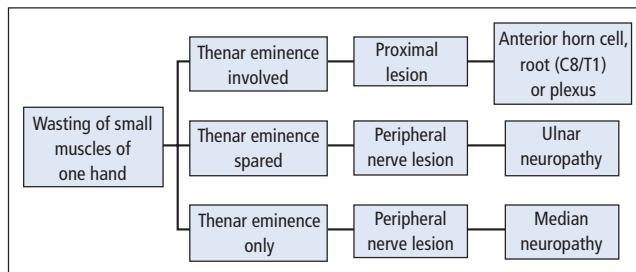 Wasting of small
muscles of
one hand
Thenar eminence
involved
Proximal
lesion
Anterior horn cell,
root (C8/T1)
or plexus
Thenar eminence
spared
Peripheral
nerve lesion
Ulnar
neuropathy
Thenar eminence
only
Peripheral
nerve lesion
Median
neuropathy